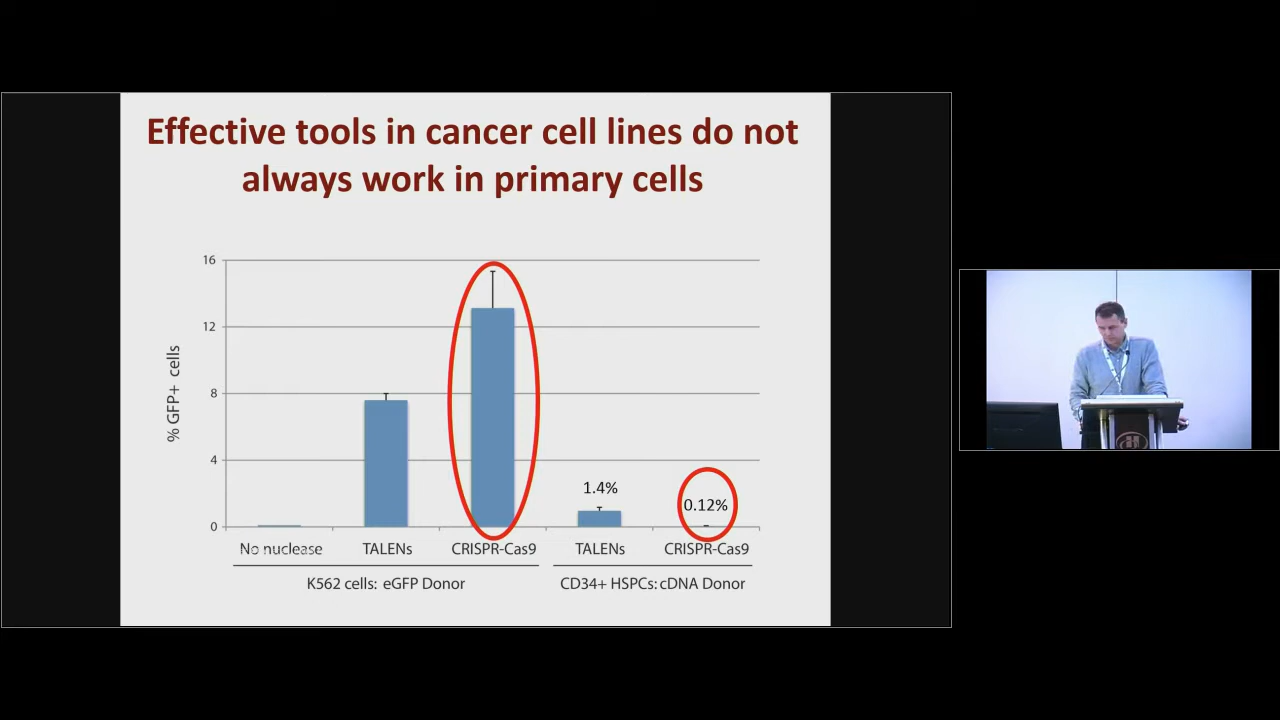 Effective tools in cancer cell lines do not
always work in primary cells
% GFP+ cells
16
12
8
4
0
1.4%
0.12%
No nuclease
TALENs
CRISPR-Cas9
TALENs
CRISPR-Cas9
K562 cells: eGFP Donor
CD34+ HSPCs: cDNA Donor